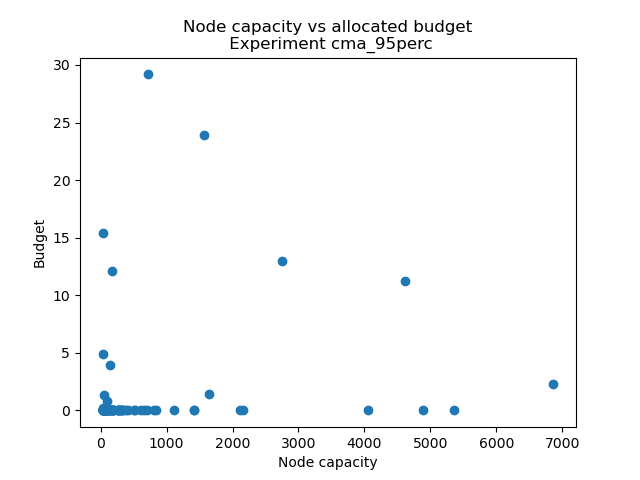 Node capacity vs allocated budget
Experiment cma_95perc
30
25
20
15
10
5
0
Budget
0 1000 2000 3000 4000 5000 6000 7000
Node capacity